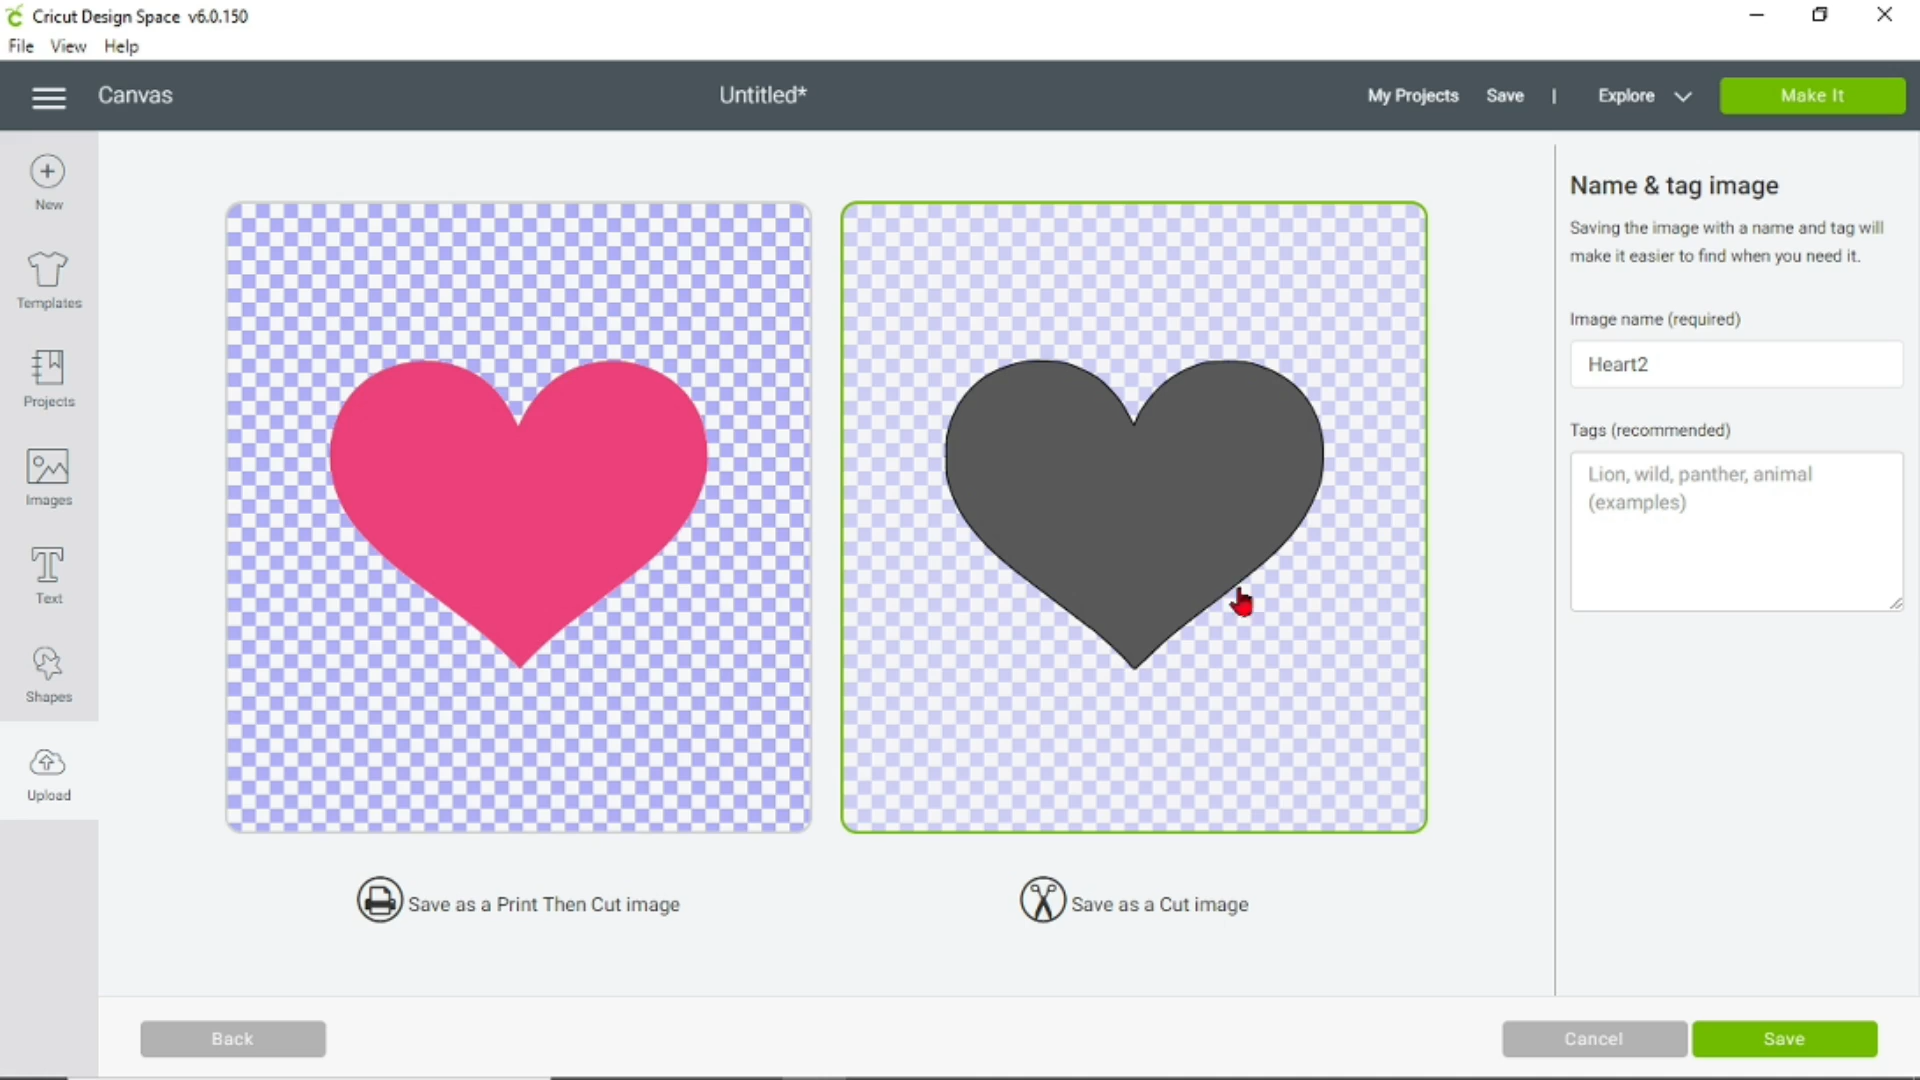 Cricut Design Space v6.0.150
File View Help
Canvas
Untitled*
My Projects Save | Explore Make It
New
Templates
Projects
Images
Text
Shapes
Upload
Save as a Print Then Cut image
Save as a Cut image
Name & tag image
Saving the image with a name and tag will
make it easier to find when you need it.
Image name (required)
Heart2
Tags (recommended)
Lion, wild, panther, animal
(examples)
Back
Cancel
Save